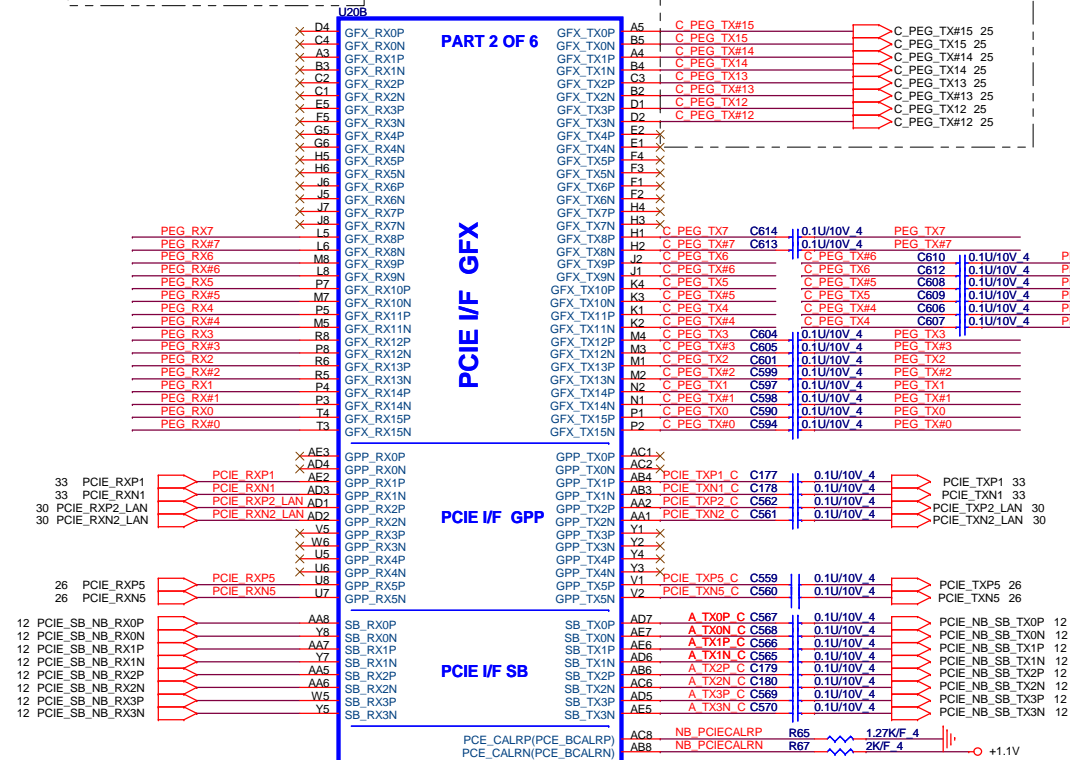 U20B
PART 2 OF 6
D4 GFX_RX0P GFX_TX0P A5 C_PEG_TX#15 C_PEG_TX#15 25
C4 GFX_RX0N GFX_TX0N B5 C_PEG_TX15 C_PEG_TX15 25
A3 GFX_RX1P GFX_TX1P A4 C_PEG_TX#14 C_PEG_TX#14 25
B3 GFX_RX1N GFX_TX1N B4 C_PEG_TX14 C_PEG_TX14 25
C2 GFX_RX2P GFX_TX2P C3 C_PEG_TX13 C_PEG_TX13 25
C1 GFX_RX2N GFX_TX2N B2 C_PEG_TX#13 C_PEG_TX#13 25
E5 GFX_RX3P GFX_TX3P D1 C_PEG_TX12 C_PEG_TX12 25
F5 GFX_RX3N GFX_TX3N D2 C_PEG_TX#12 C_PEG_TX#12 25
G5 GFX_RX4P GFX_TX4P E2
G6 GFX_RX4N GFX_TX4N E1
H5 GFX_RX5P GFX_TX5P F4
H6 GFX_RX5N GFX_TX5N F3
J6 GFX_RX6P GFX_TX6P F1
J5 GFX_RX6N GFX_TX6N F2
J7 GFX_RX7P GFX_TX7P H4
J8 GFX_RX7N GFX_TX7N H3
PEG_RX7 L5 GFX_RX8P GFX_TX8P H1 C_PEG_TX7 C614 0.1U/10V_4 PEG_TX7
PEG_RX#7 L6 GFX_RX8N GFX_TX8N H2 C_PEG_TX#7 C613 0.1U/10V_4 PEG_TX#7
PEG_RX6 M8 GFX_RX9P GFX_TX9P J2 C_PEG_TX6 C_PEG_TX#6 C610 0.1U/10V_4
PEG_RX#6 L8 GFX_RX9N GFX_TX9N J1 C_PEG_TX#6 C_PEG_TX6 C612 0.1U/10V_4
PEG_RX5 P7 GFX_RX10P GFX_TX10P K4 C_PEG_TX5 C_PEG_TX#5 C608 0.1U/10V_4
PEG_RX#5 M7 GFX_RX10N GFX_TX10N K3 C_PEG_TX#5 C_PEG_TX5 C609 0.1U/10V_4
PEG_RX4 P5 GFX_RX11P GFX_TX11P K1 C_PEG_TX4 C_PEG_TX#4 C606 0.1U/10V_4
PEG_RX#4 M5 GFX_RX11N GFX_TX11N K2 C_PEG_TX#4 C_PEG_TX4 C607 0.1U/10V_4
PEG_RX3 R8 GFX_RX12P GFX_TX12P M4 C_PEG_TX3 C604 0.1U/10V_4 PEG_TX3
PEG_RX#3 P8 GFX_RX12N GFX_TX12N M3 C_PEG_TX#3 C605 0.1U/10V_4 PEG_TX#3
PEG_RX2 R6 GFX_RX13P GFX_TX13P M1 C_PEG_TX2 C601 0.1U/10V_4 PEG_TX2
PEG_RX#2 R5 GFX_RX13N GFX_TX13N M2 C_PEG_TX#2 C599 0.1U/10V_4 PEG_TX#2
PEG_RX1 P4 GFX_RX14P GFX_TX14P N2 C_PEG_TX1 C597 0.1U/10V_4 PEG_TX1
PEG_RX#1 P3 GFX_RX14N GFX_TX14N N1 C_PEG_TX#1 C598 0.1U/10V_4 PEG_TX#1
PEG_RX0 T4 GFX_RX15P GFX_TX15P P1 C_PEG_TX0 C590 0.1U/10V_4 PEG_TX0
PEG_RX#0 T3 GFX_RX15N GFX_TX15N P2 C_PEG_TX#0 C594 0.1U/10V_4 PEG_TX#0
PCIE I/F GFX
AE3 GPP_RX0P GPP_TX0P AC1
AD4 GPP_RX0N GPP_TX0N AC2
33 PCIE_RXP1 PCIE_RXP1 AE2 GPP_RX1P GPP_TX1P AB4 PCIE_TXP1_C C177 0.1U/10V_4 PCIE_TXP1 33
33 PCIE_RXN1 PCIE_RXN1 AD3 GPP_RX1N GPP_TX1N AB3 PCIE_TXN1_C C178 0.1U/10V_4 PCIE_TXN1 33
30 PCIE_RXP2_LAN PCIE_RXP2_LAN AD1 GPP_RX2P GPP_TX2P AA2 PCIE_TXP2_C C562 0.1U/10V_4 PCIE_TXP2_LAN 30
30 PCIE_RXN2_LAN PCIE_RXN2_LAN AD2 GPP_RX2N GPP_TX2N AA1 PCIE_TXN2_C C561 0.1U/10V_4 PCIE_TXN2_LAN 30
PCIE I/F GPP
V5 GPP_RX3P GPP_TX3P Y1
W6 GPP_RX3N GPP_TX3N Y2
U5 GPP_RX4P GPP_TX4P Y4
U6 GPP_RX4N GPP_TX4N Y3
26 PCIE_RXP5 PCIE_RXP5 U8 GPP_RX5P GPP_TX5P V1 PCIE_TXP5_C C559 0.1U/10V_4 PCIE_TXP5 26
26 PCIE_RXN5 PCIE_RXN5 U7 GPP_RX5N GPP_TX5N V2 PCIE_TXN5_C C560 0.1U/10V_4 PCIE_TXN5 26
12 PCIE_SB_NB_RX0P AA8 SB_RX0P SB_TX0P AD7 A_TX0P_C C567 0.1U/10V_4 PCIE_NB_SB_TX0P 12
12 PCIE_SB_NB_RX0N Y8 SB_RX0N SB_TX0N AE7 A_TX0N_C C568 0.1U/10V_4 PCIE_NB_SB_TX0N 12
12 PCIE_SB_NB_RX1P AA7 SB_RX1P SB_TX1P AE6 A_TX1P_C C566 0.1U/10V_4 PCIE_NB_SB_TX1P 12
12 PCIE_SB_NB_RX1N Y7 SB_RX1N SB_TX1N AD6 A_TX1N_C C565 0.1U/10V_4 PCIE_NB_SB_TX1N 12
12 PCIE_SB_NB_RX2P AA5 SB_RX2P SB_TX2P AB6 A_TX2P_C C179 0.1U/10V_4 PCIE_NB_SB_TX2P 12
12 PCIE_SB_NB_RX2N AA6 SB_RX2N SB_TX2N AC6 A_TX2N_C C180 0.1U/10V_4 PCIE_NB_SB_TX2N 12
12 PCIE_SB_NB_RX3P W5 SB_RX3P SB_TX3P AD5 A_TX3P_C C569 0.1U/10V_4 PCIE_NB_SB_TX3P 12
12 PCIE_SB_NB_RX3N Y5 SB_RX3N SB_TX3N AE5 A_TX3N_C C570 0.1U/10V_4 PCIE_NB_SB_TX3N 12
PCIE I/F SB
PCE_CALRP(PCE_BCALRP) AC8 NB_PCIECALRP R65 1.27K/F_4
PCE_CALRN(PCE_BCALRN) AB8 NB_PCIECALRN R67 2K/F_4 +1.1V